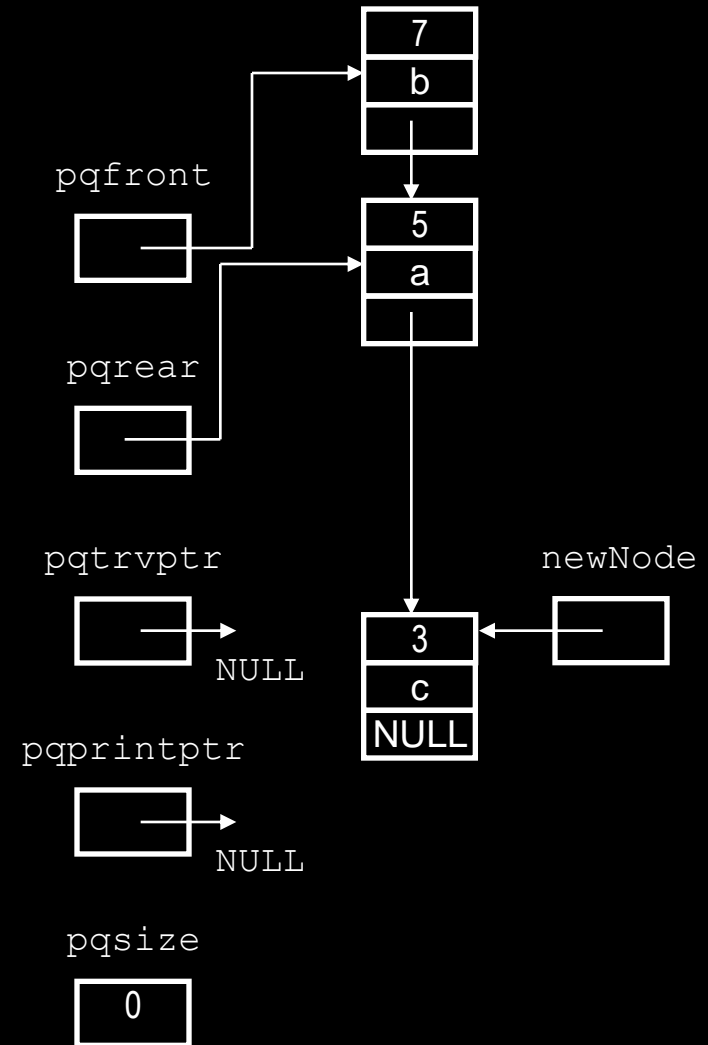 7
b
pqfront
5
a
pqrear
pqtrvptr
newNode
3
NULL
c
NULL
pqprintptr
NULL
pqsize
0